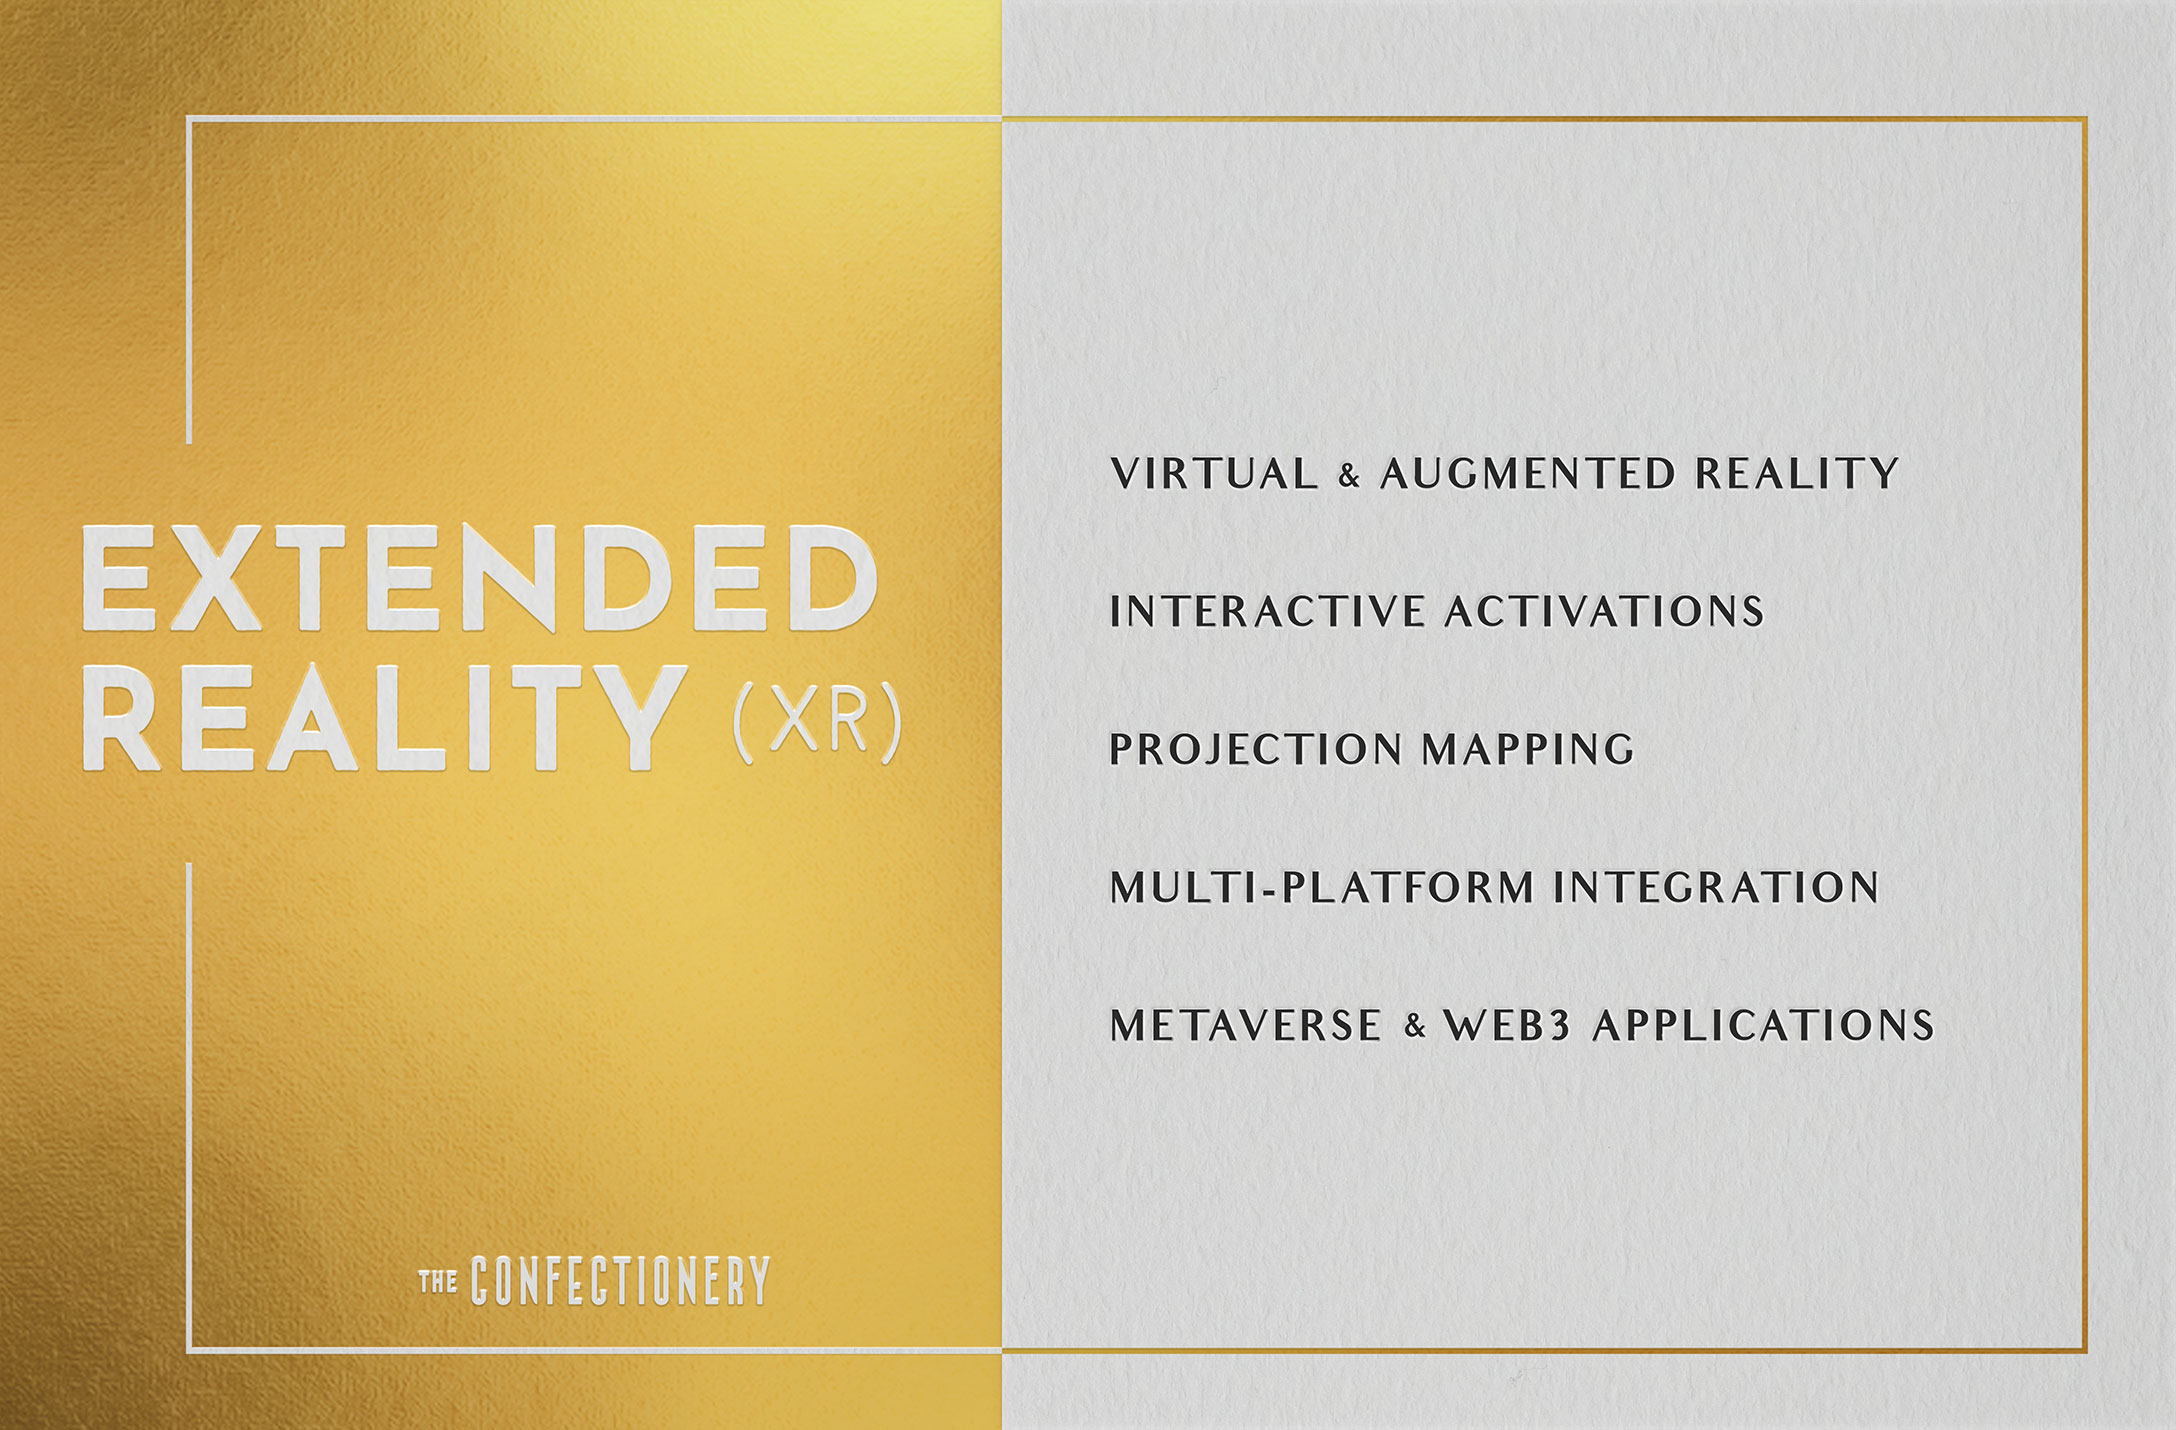 EXTENDED
REALITY (XR)
THE CONFECTIONERY
VIRTUAL & AUGMENTED REALITY
INTERACTIVE ACTIVATIONS
PROJECTION MAPPING
MULTI-PLATFORM INTEGRATION
METAVERSE & WEB3 APPLICATIONS